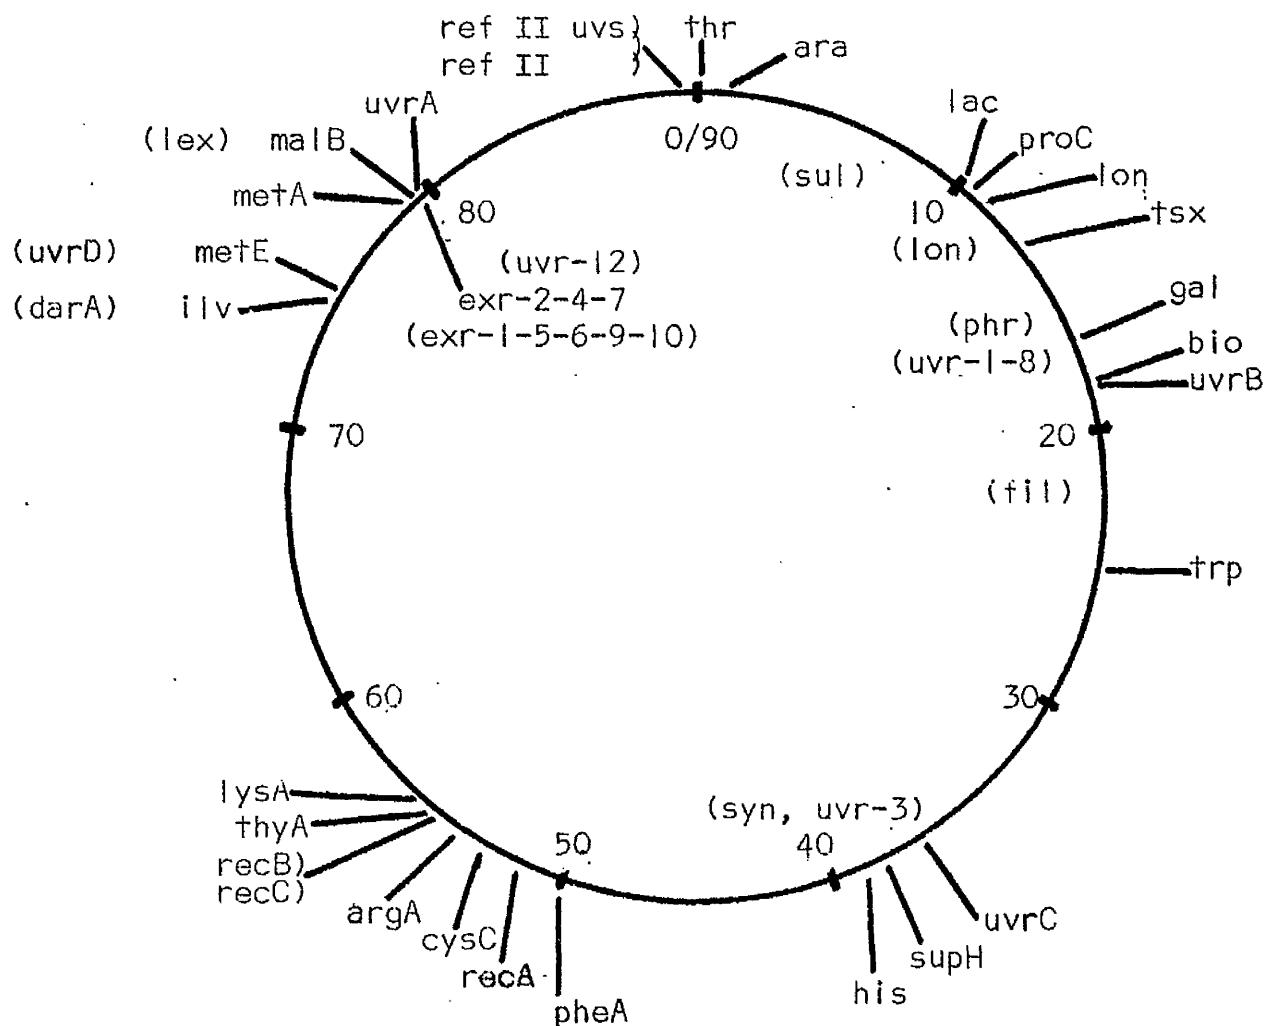 ref II uvs) thr
ref II ) ara
uvrA
(lex) malB
metA
(uvrD) metE
(darA) ilv
0/90
(sul)
lac
proC
lon
tsx
10
(lon)
80
(uvr-12)
exr-2-4-7
(exr-1-5-6-9-10)
gal
(phr)
bio
(uvr-1-8)
uvrB
70
20
(fil)
trp
60
30
lysA
thyA
recB)
recC)
argA
cysC
recA
pheA
50
(syn, uvr-3)
40
uvrC
supH
his